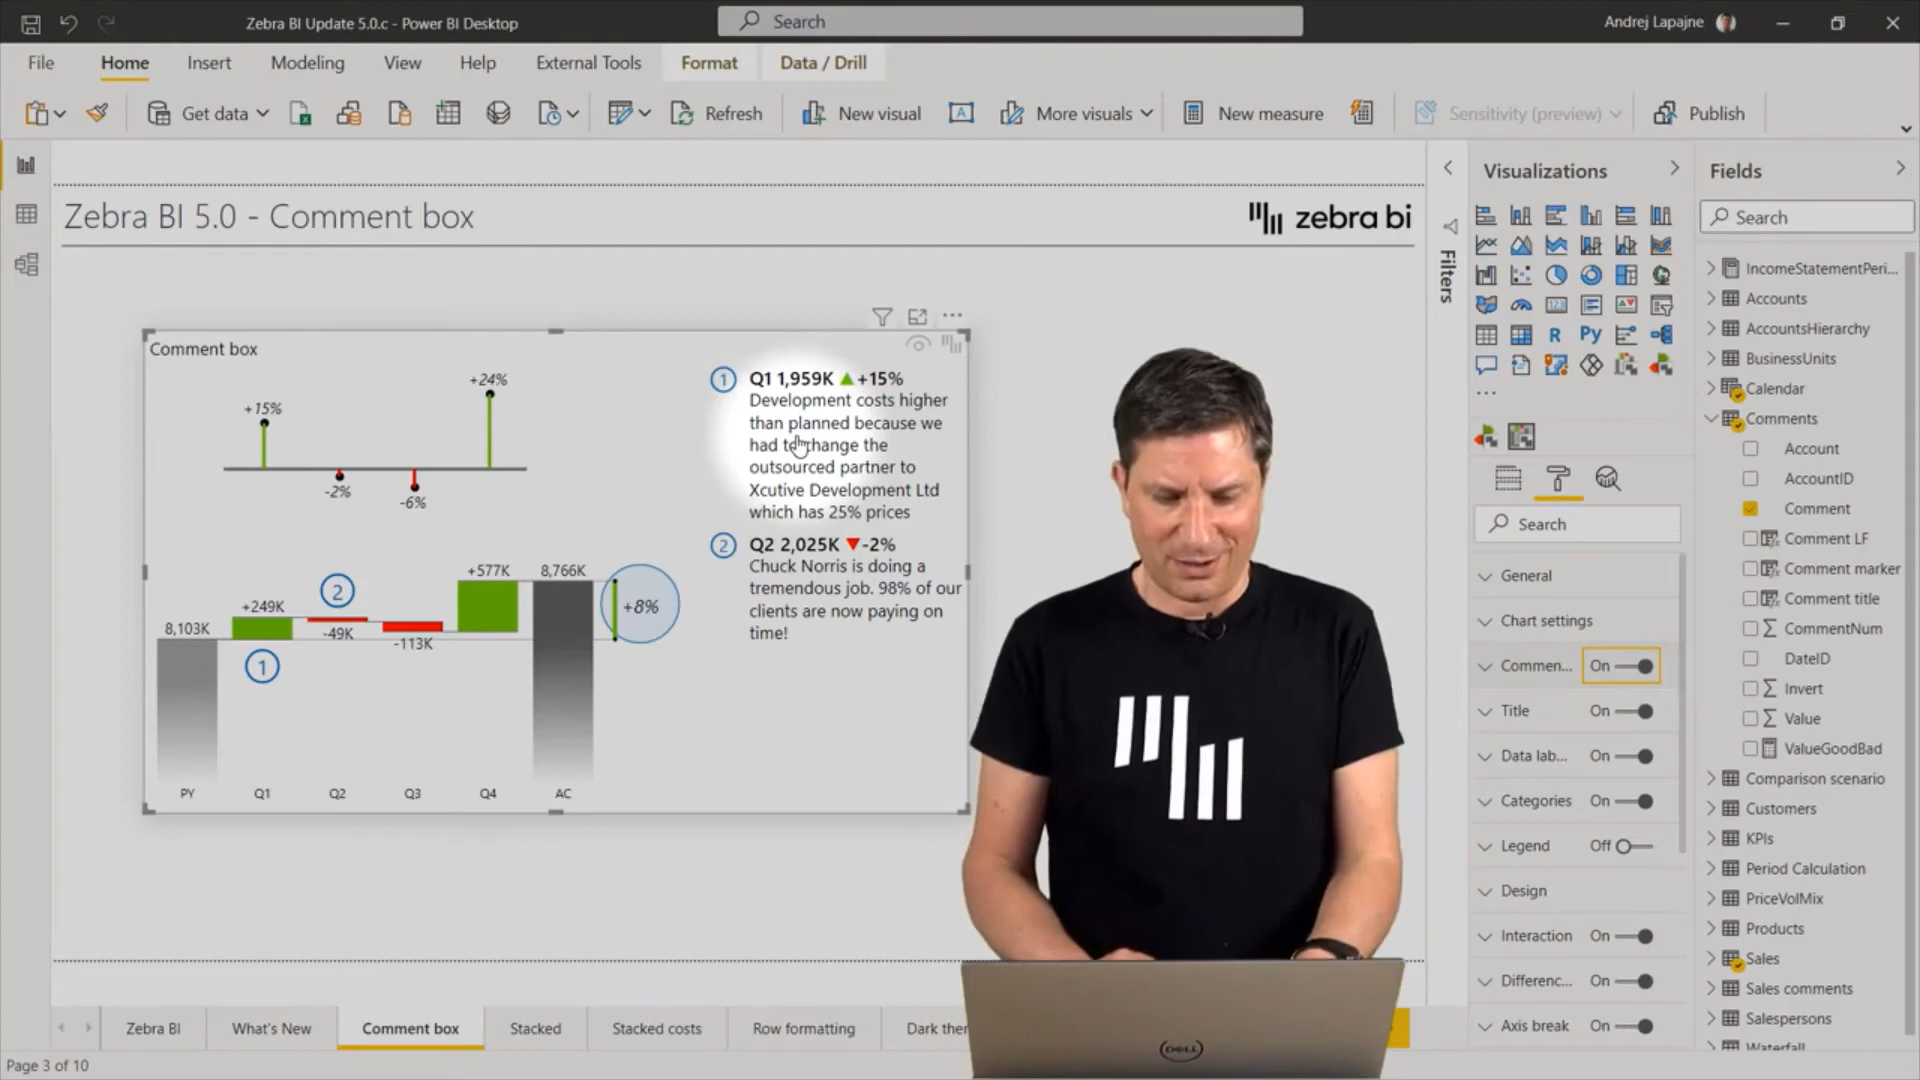 Zebra BI Update 5.0.c - Power BI Desktop
Search
Andrej Lapajne
File
Home
Insert
Modeling
View
Help
External Tools
Format
Data / Drill
Get data
Refresh
New visual
More visuals
New measure
Sensitivity (preview)
Publish
Zebra BI 5.0 - Comment box
zebra bi
Comment box
+15%
+24%
-2%
-6%
8,103K
+249K
2
-49K
-113K
+577K
8,766K
+8%
1
PY
Q1
Q2
Q3
Q4
AC
1
Q1 1,959K ▲+15%
Development costs higher
than planned because we
had to change the
outsourced partner to
Xcutive Development Ltd
which has 25% prices
2
Q2 2,025K ▼-2%
Chuck Norris is doing a
tremendous job. 98% of our
clients are now paying on
time!
Filters
Visualizations
R
Py
123
...
Search
General
Chart settings
Commen... On
Title On
Data lab... On
Categories On
Legend Off
Design
Interaction On
Differenc... On
Axis break On
Fields
Search
IncomeStatementPeri...
Accounts
AccountsHierarchy
BusinessUnits
Calendar
Comments
Account
AccountID
Comment
Comment LF
Comment marker
Comment title
CommentNum
DateID
Invert
Value
ValueGoodBad
Comparison scenario
Customers
KPIs
Period Calculation
PriceVolMix
Products
Sales
Sales comments
Salespersons
Waterfall
Zebra BI
What's New
Comment box
Stacked
Stacked costs
Row formatting
Dark ther
DELL
Page 3 of 10